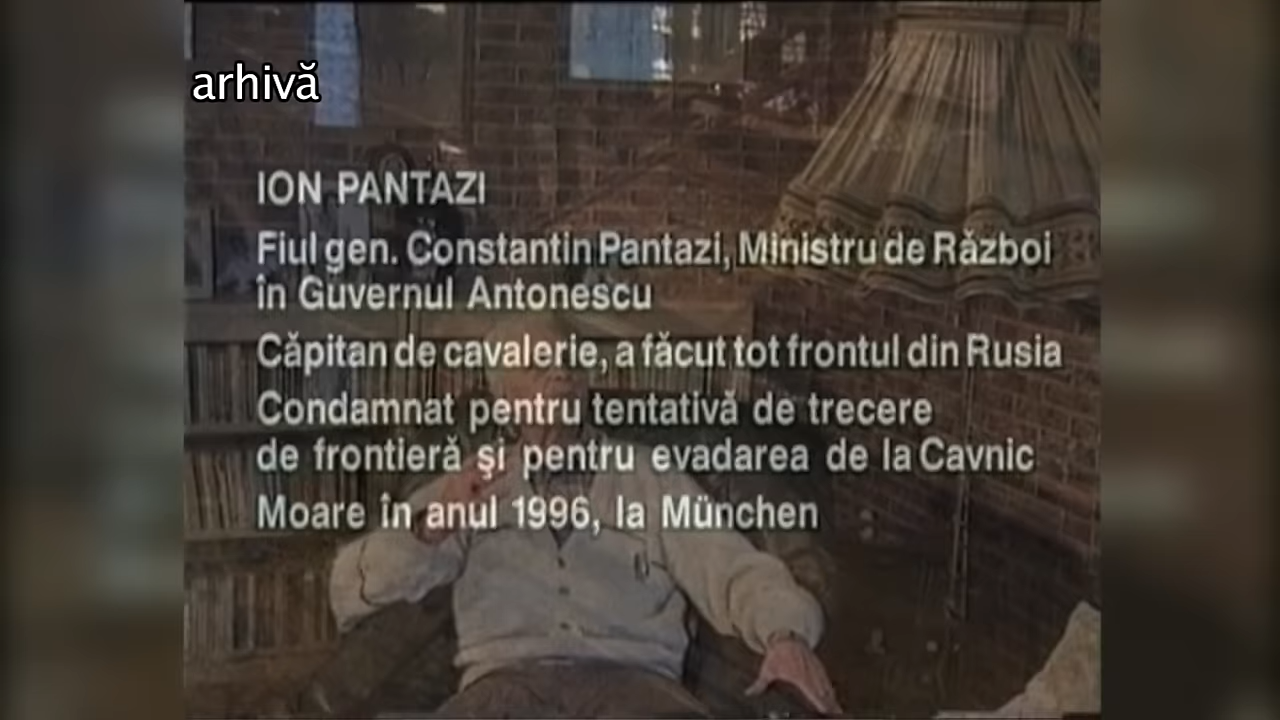 arhivă
ION PANTAZI
Fiul gen. Constantin Pantazi, Ministru de Război
în Guvernul Antonescu
Căpitan de cavalerie, a făcut tot frontul din Rusia
Condamnat pentru tentativă de trecere
de frontieră şi pentru evadarea de la Cavnic
Moare în anul 1996, la München